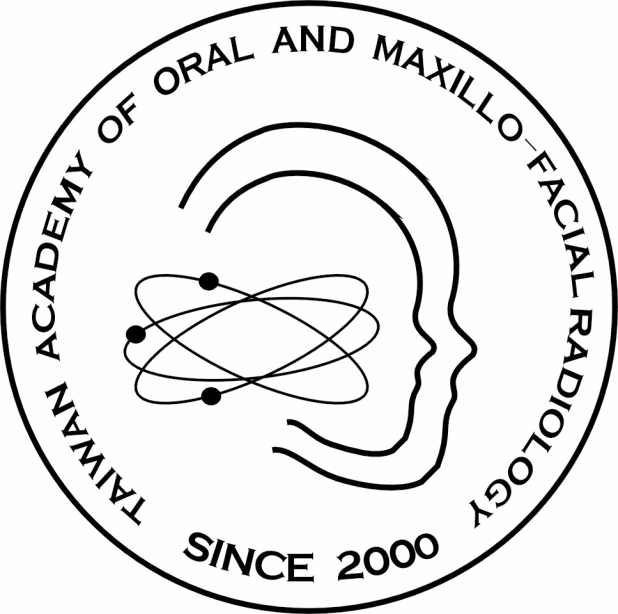 TAIWAN ACADEMY OF ORAL AND MAXILLO-FACIAL RADIOLOGY
SINCE 2000